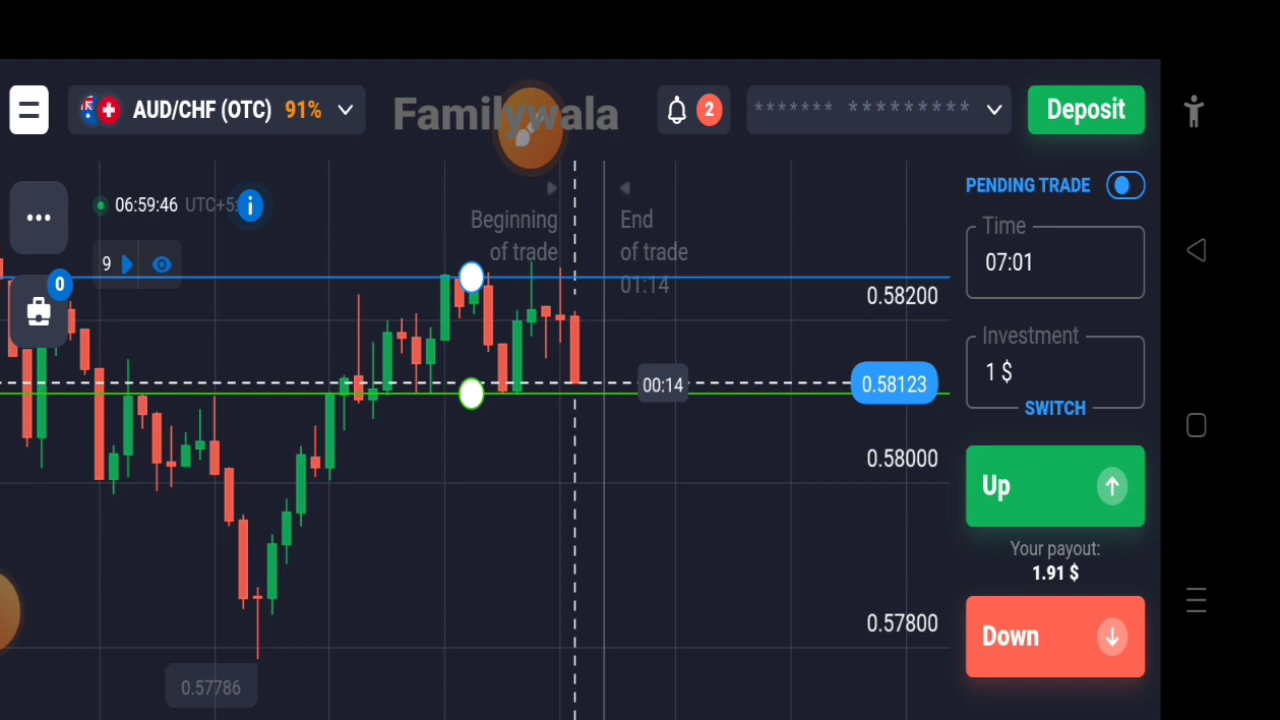 AUD/CHF (OTC) 91%
Familywala
2
******* *********
Deposit
06:59:46 UTC+5:
i
Beginning
of trade
End
of trade
01:14
9
0
PENDING TRADE
Time
07:01
0.58200
Investment
1 $
SWITCH
00:14
0.58123
0.58000
Up
Your payout:
1.91 $
0.57800
Down
0.57786